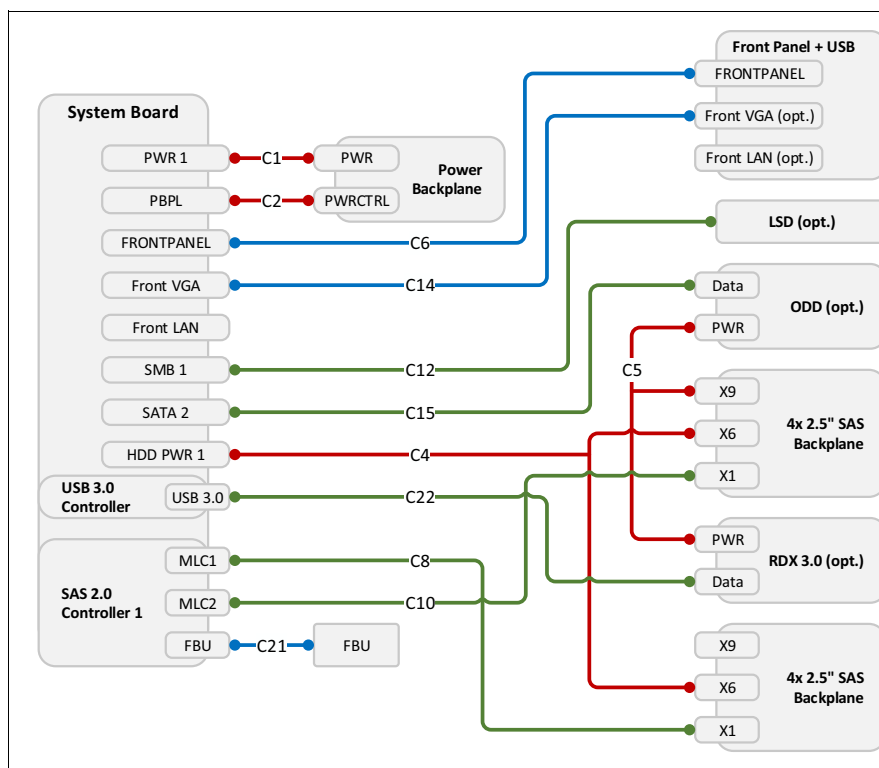 Front Panel + USB
FRONTPANEL
Front VGA (opt.)
Front LAN (opt.)
System Board
PWR 1
C1
PWR
Power
Backplane
PBPL
C2
PWRCTRL
FRONTPANEL
C6
LSD (opt.)
Front VGA
C14
Data
ODD (opt.)
PWR
Front LAN
C5
SMB 1
C12
SATA 2
C15
HDD PWR 1
C4
X9
X6
X1
4x 2.5" SAS
Backplane
USB 3.0
Controller
USB 3.0
C22
SAS 2.0
Controller 1
MLC1
C8
MLC2
C10
FBU
C21
FBU
PWR
Data
RDX 3.0 (opt.)
X9
X6
X1
4x 2.5" SAS
Backplane